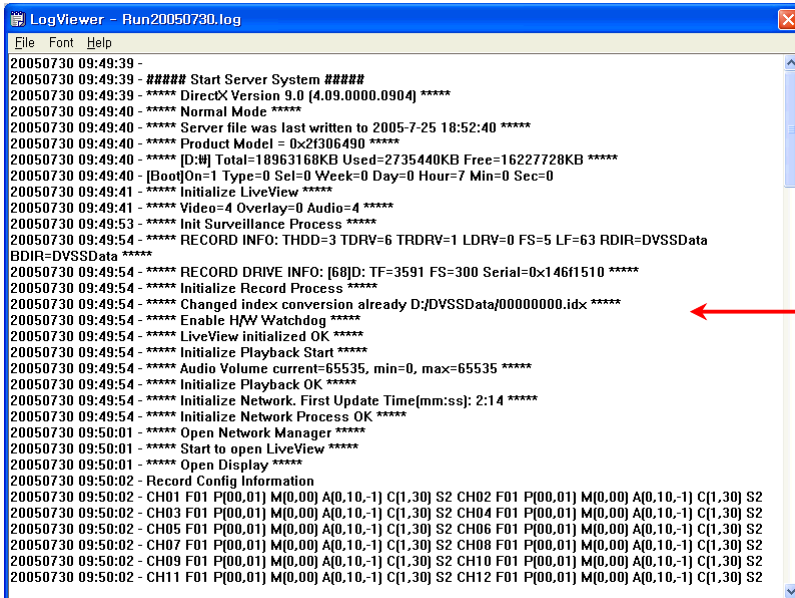 LogViewer - Run20050730.log
File Font Help
20050730 09:49:39 -
20050730 09:49:39 - ##### Start Server System #####
20050730 09:49:39 - ***** DirectX Version 9.0 (4.09.0000.0904) *****
20050730 09:49:40 - ***** Normal Mode *****
20050730 09:49:40 - ***** Server file was last written to 2005-7-25 18:52:40 *****
20050730 09:49:40 - ***** Product Model = 0x2f306490 *****
20050730 09:49:40 - ***** [D:₩] Total=18963168KB Used=2735440KB Free=16227728KB *****
20050730 09:49:40 - [Boot]On=1 Type=0 Sel=0 Week=0 Day=0 Hour=7 Min=0 Sec=0
20050730 09:49:41 - ***** Initialize LiveView *****
20050730 09:49:41 - ***** Video=4 Overlay=0 Audio=4 *****
20050730 09:49:53 - ***** Init Surveillance Process *****
20050730 09:49:54 - ***** RECORD INFO: THDD=3 TDRV=6 TRDRV=1 LDRV=0 FS=5 LF=63 RDIR=DVSSData
BDIR=DVSSData *****
20050730 09:49:54 - ***** RECORD DRIVE INFO: [68]D: TF=3591 FS=300 Serial=0x146f1510 *****
20050730 09:49:54 - ***** Initialize Record Process *****
20050730 09:49:54 - ***** Changed index conversion already D:/DVSSData/00000000.idx *****
20050730 09:49:54 - ***** Enable H/W Watchdog *****
20050730 09:49:54 - ***** LiveView initialized OK *****
20050730 09:49:54 - ***** Initialize Playback Start *****
20050730 09:49:54 - ***** Audio Volume current=65535, min=0, max=65535 *****
20050730 09:49:54 - ***** Initialize Playback OK *****
20050730 09:49:54 - ***** Initialize Network. First Update Time(mm:ss): 2:14 *****
20050730 09:49:54 - ***** Initialize Network Process OK *****
20050730 09:50:01 - ***** Open Network Manager *****
20050730 09:50:01 - ***** Start to open LiveView *****
20050730 09:50:01 - ***** Open Display *****
20050730 09:50:02 - Record Config Information
20050730 09:50:02 - CH01 F01 P(00,01) M(0,00) A(0,10,-1) C(1,30) S2 CH02 F01 P(00,01) M(0,00) A(0,10,-1) C(1,30) S2
20050730 09:50:02 - CH03 F01 P(00,01) M(0,00) A(0,10,-1) C(1,30) S2 CH04 F01 P(00,01) M(0,00) A(0,10,-1) C(1,30) S2
20050730 09:50:02 - CH05 F01 P(00,01) M(0,00) A(0,10,-1) C(1,30) S2 CH06 F01 P(00,01) M(0,00) A(0,10,-1) C(1,30) S2
20050730 09:50:02 - CH07 F01 P(00,01) M(0,00) A(0,10,-1) C(1,30) S2 CH08 F01 P(00,01) M(0,00) A(0,10,-1) C(1,30) S2
20050730 09:50:02 - CH09 F01 P(00,01) M(0,00) A(0,10,-1) C(1,30) S2 CH10 F01 P(00,01) M(0,00) A(0,10,-1) C(1,30) S2
20050730 09:50:02 - CH11 F01 P(00,01) M(0,00) A(0,10,-1) C(1,30) S2 CH12 F01 P(00,01) M(0,00) A(0,10,-1) C(1,30) S2